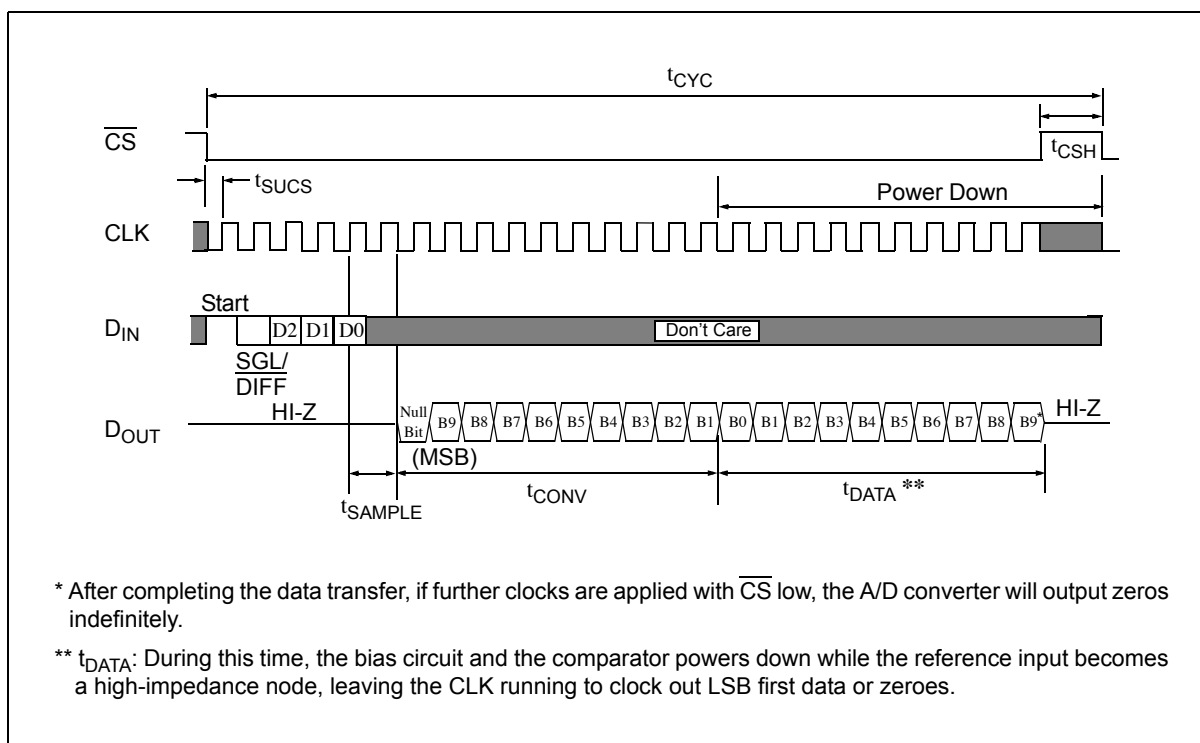 tCYC
CS
tCSH
tSUCS
Power Down
CLK
Start
DIN
D2 D1 D0
Don't Care
SGL/
DIFF
HI-Z
DOUT
Null
Bit
B9 B8 B7 B6 B5 B4 B3 B2 B1 B0 B1 B2 B3 B4 B5 B6 B7 B8 B9*
HI-Z
(MSB)
tSAMPLE
tCONV
tDATA **
* After completing the data transfer, if further clocks are applied with CS low, the A/D converter will output zeros
indefinitely.
** tDATA: During this time, the bias circuit and the comparator powers down while the reference input becomes
a high-impedance node, leaving the CLK running to clock out LSB first data or zeroes.